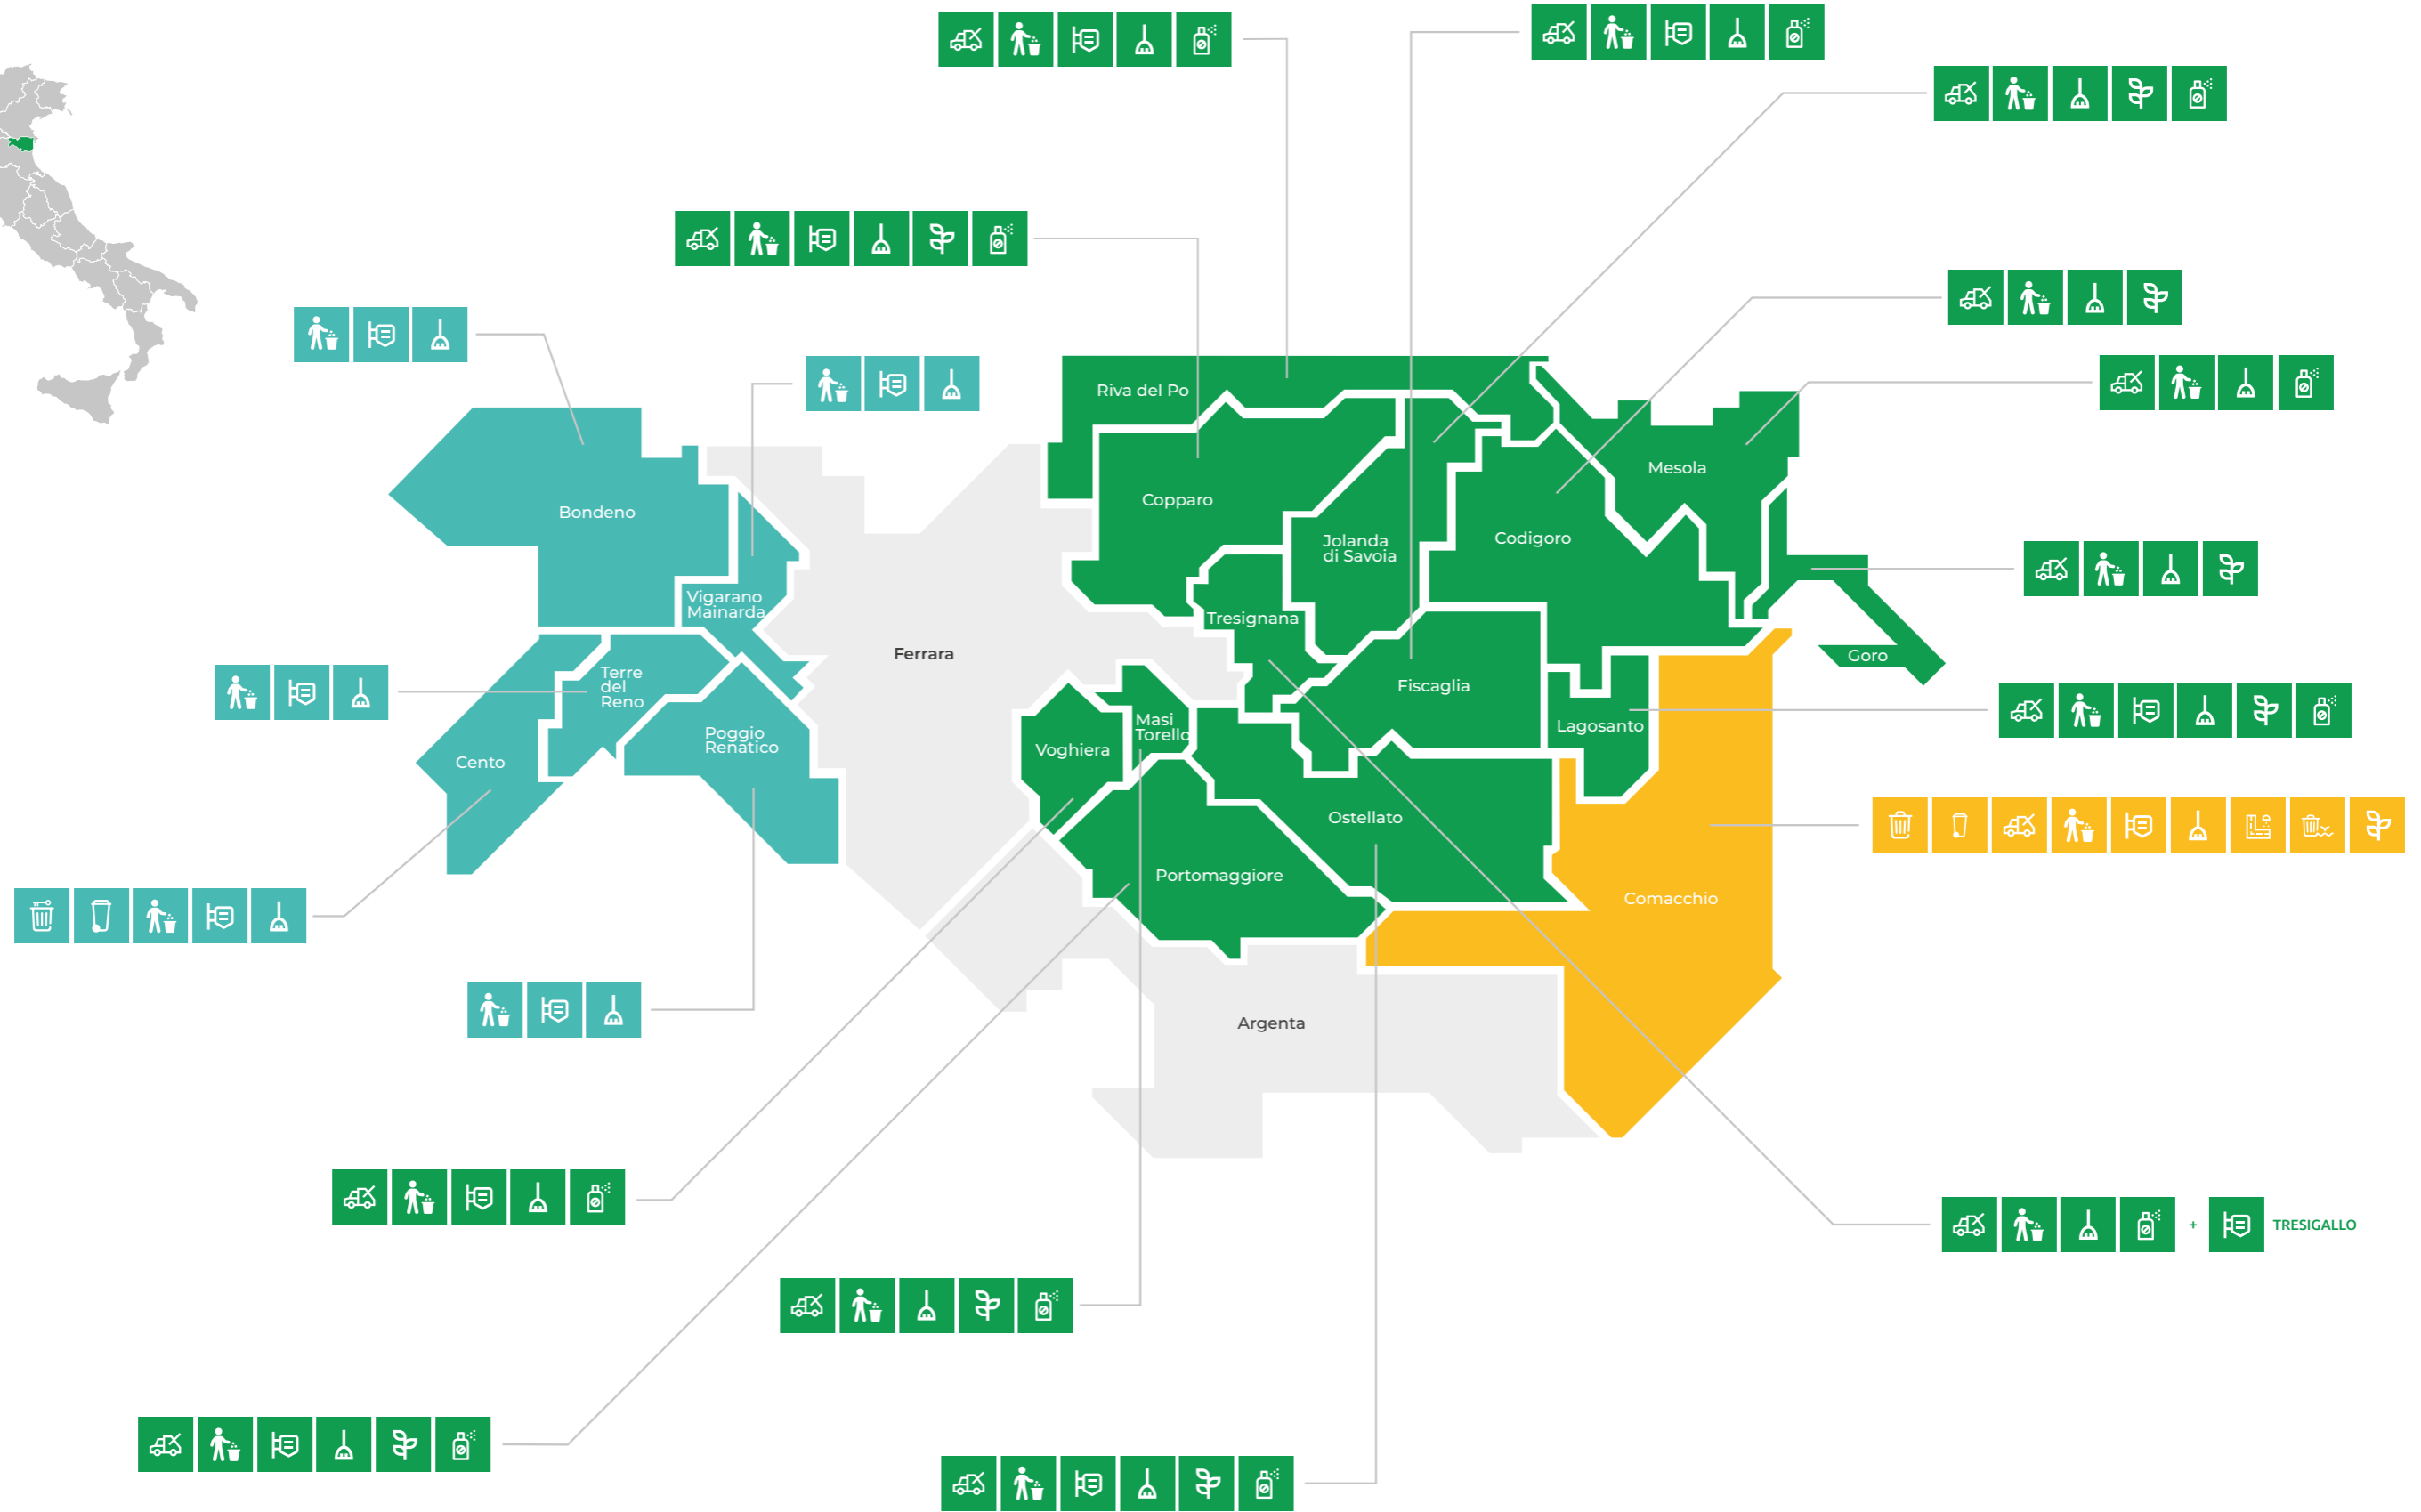 Riva del Po
Mesola
Copparo
Bondeno
Jolanda
di Savoia
Codigoro
Vigarano
Mainarda
Tresignana
Ferrara
Goro
Terre
del
Reno
Fiscaglia
Poggio
Renatico
Masi
Torello
Lagosanto
Voghiera
Cento
Ostellato
Portomaggiore
Comacchio
Argenta
+ TRESIGALLO